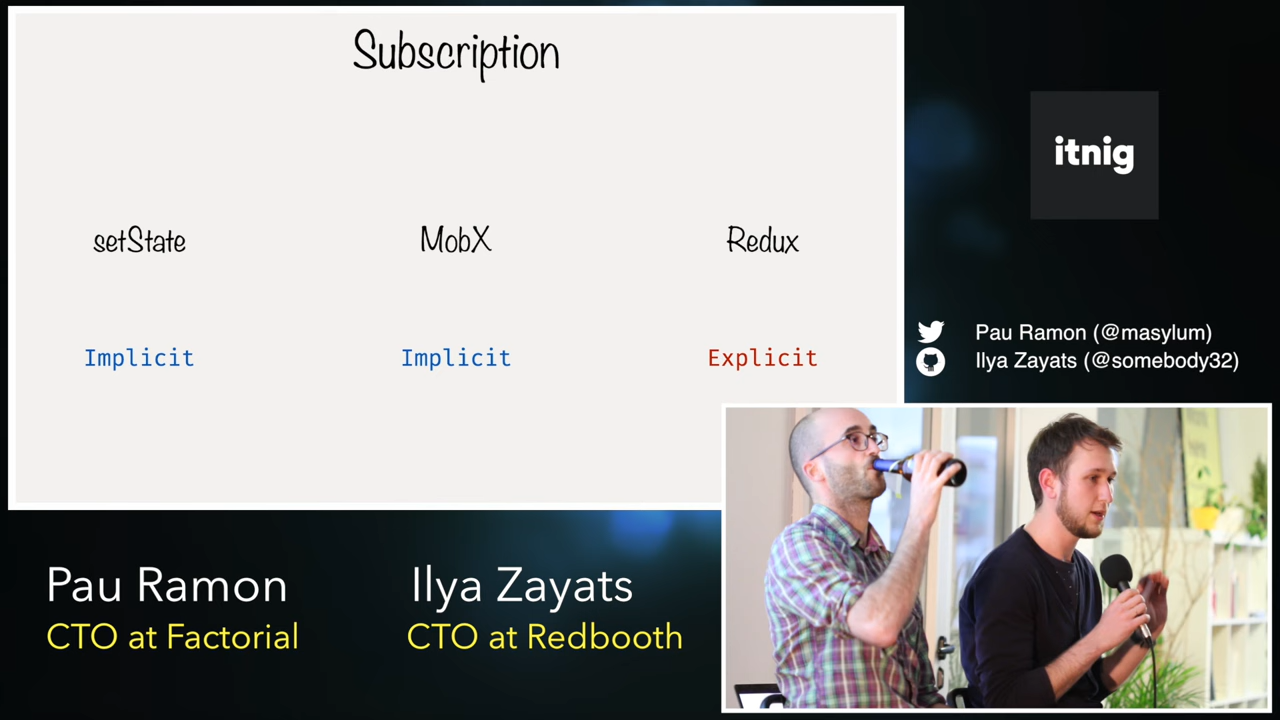 Subscription
setState MobX Redux
Implicit Implicit Explicit
itnig
Pau Ramon (@masylum)
Ilya Zayats (@somebody32)
Pau Ramon Ilya Zayats
CTO at Factorial CTO at Redbooth